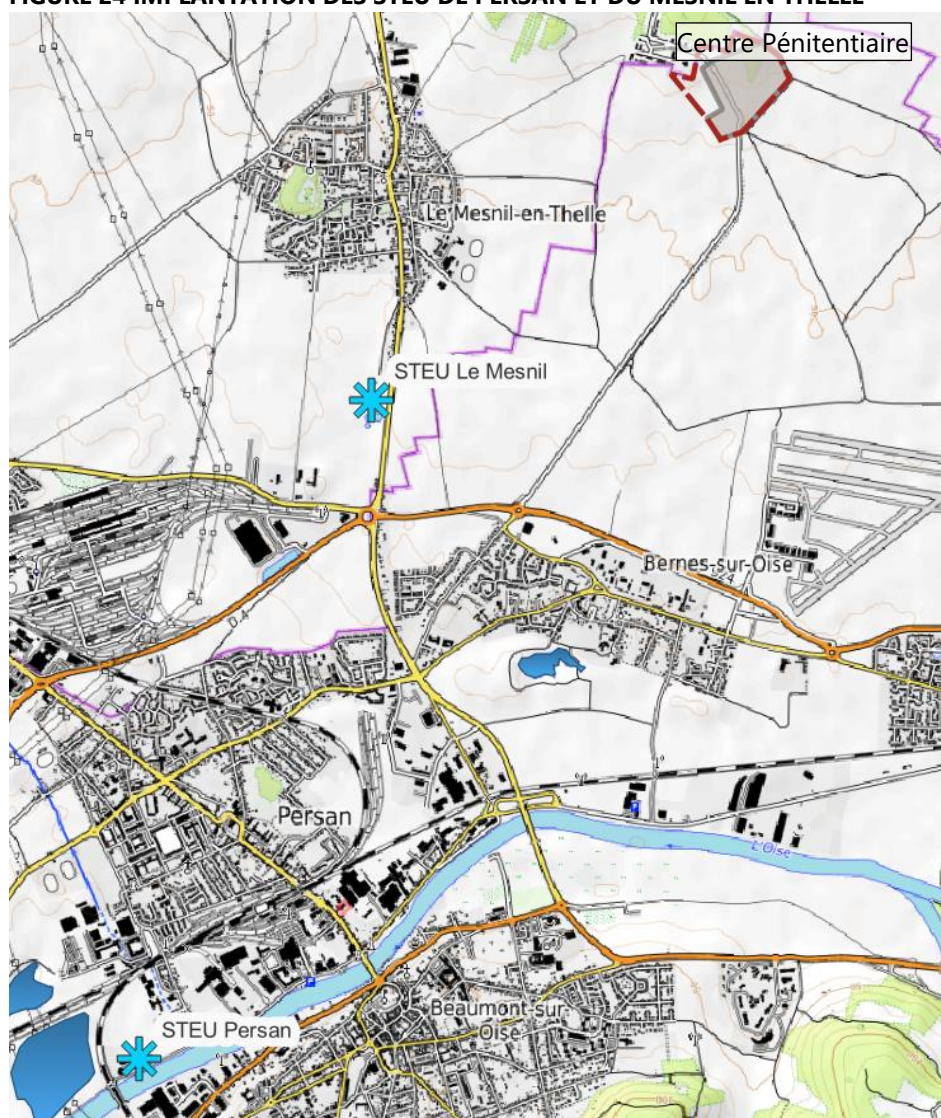 FIGURE 24 IMPLANTATION DES STEU DE PERSAN ET DU MESNIL EN THELLE
Centre Pénitentiaire
Le Mesnil-en-Thelle
STEU Le Mesnil
Bernes-sur-Oise
Persan
L'Oise
Beaumont-sur-
Oise
STEU Persan